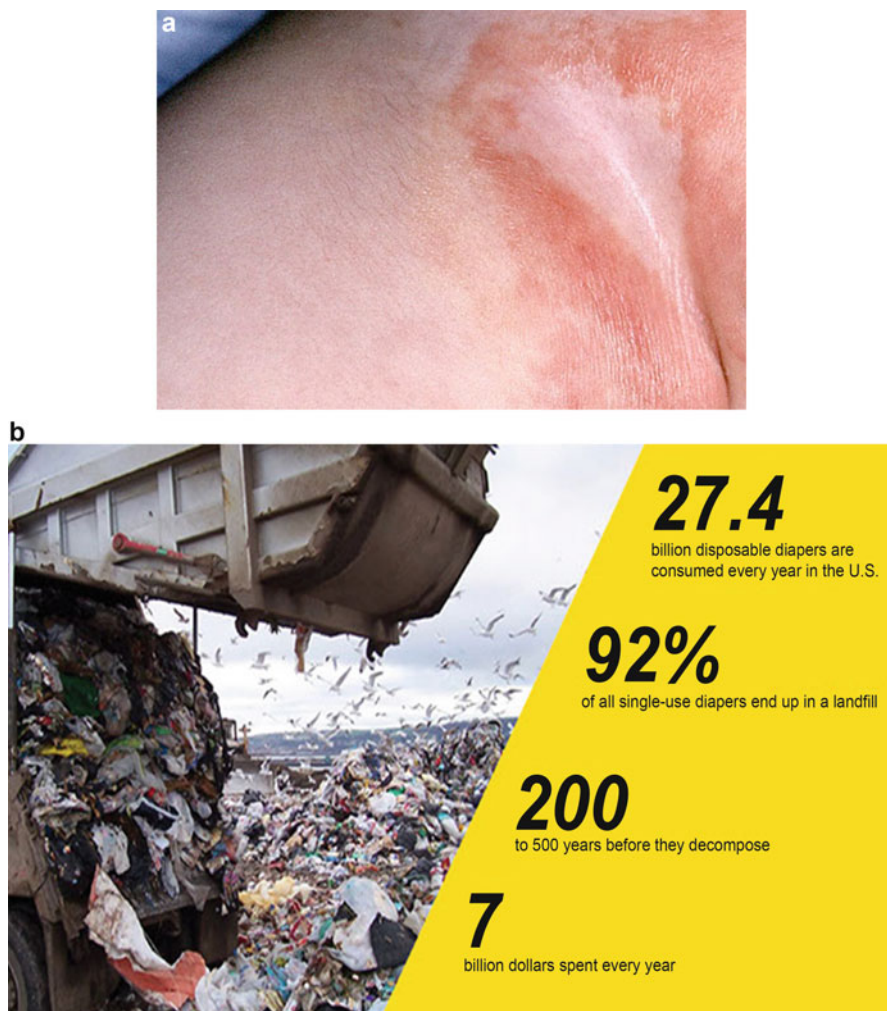 a
b
27.4
billion disposable diapers are
consumed every year in the U.S.
92%
of all single-use diapers end up in a landfill
200
to 500 years before they decompose
7
billion dollars spent every year